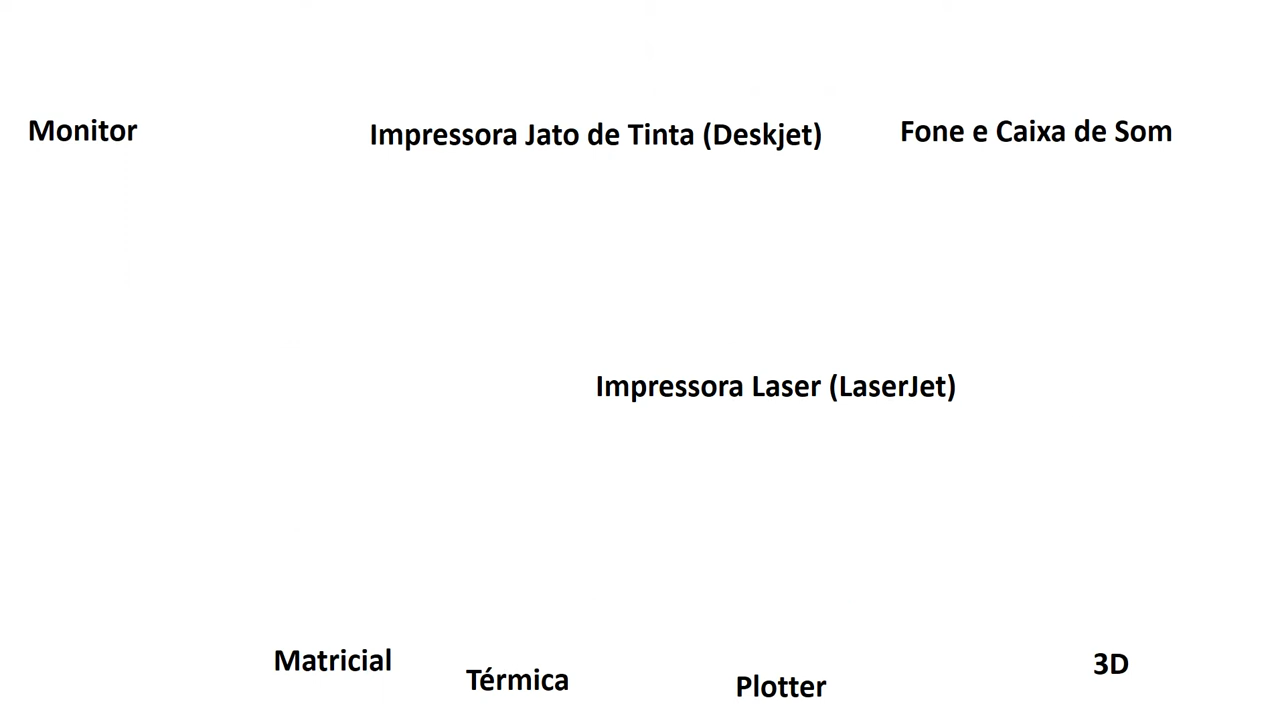 Monitor
Impressora Jato de Tinta (Deskjet)
Fone e Caixa de Som
Impressora Laser (LaserJet)
Matricial
Térmica
Plotter
3D